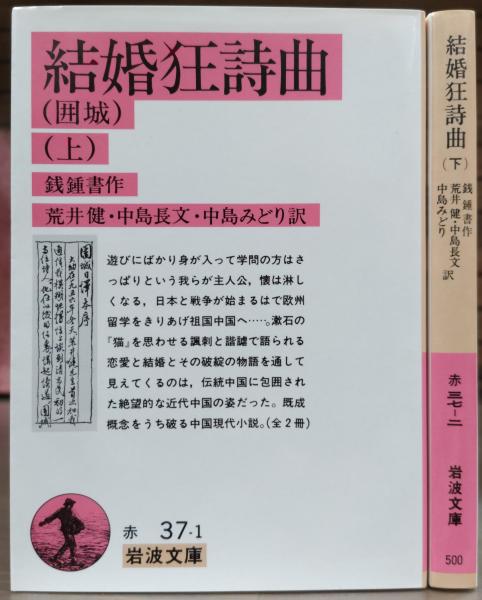 結婚狂詩曲
(囲城)
(上)
銭鍾書作
荒井健・中島長文・中島みどり訳
囲城日譯本序
遊びにばかり身が入って学問の方はさ
っぱりという我らが主人公,懐は淋し
くなる,日本と戦争が始まるはで欧州
留学をきりあげ祖国中国へ……。漱石の
『猫』を思わせる諷刺と諧謔で語られる
恋愛と結婚とその破綻の物語を通して
見えてくるのは,伝統中国に包囲され
た絶望的な近代中国の姿だった。既成
概念をうち破る中国現代小説。(全2冊)
赤 37-1
岩波文庫
結婚狂詩曲(下)
銭鍾書作
荒井健・中島長文
中島みどり訳
赤 三七-二
岩波文庫
500